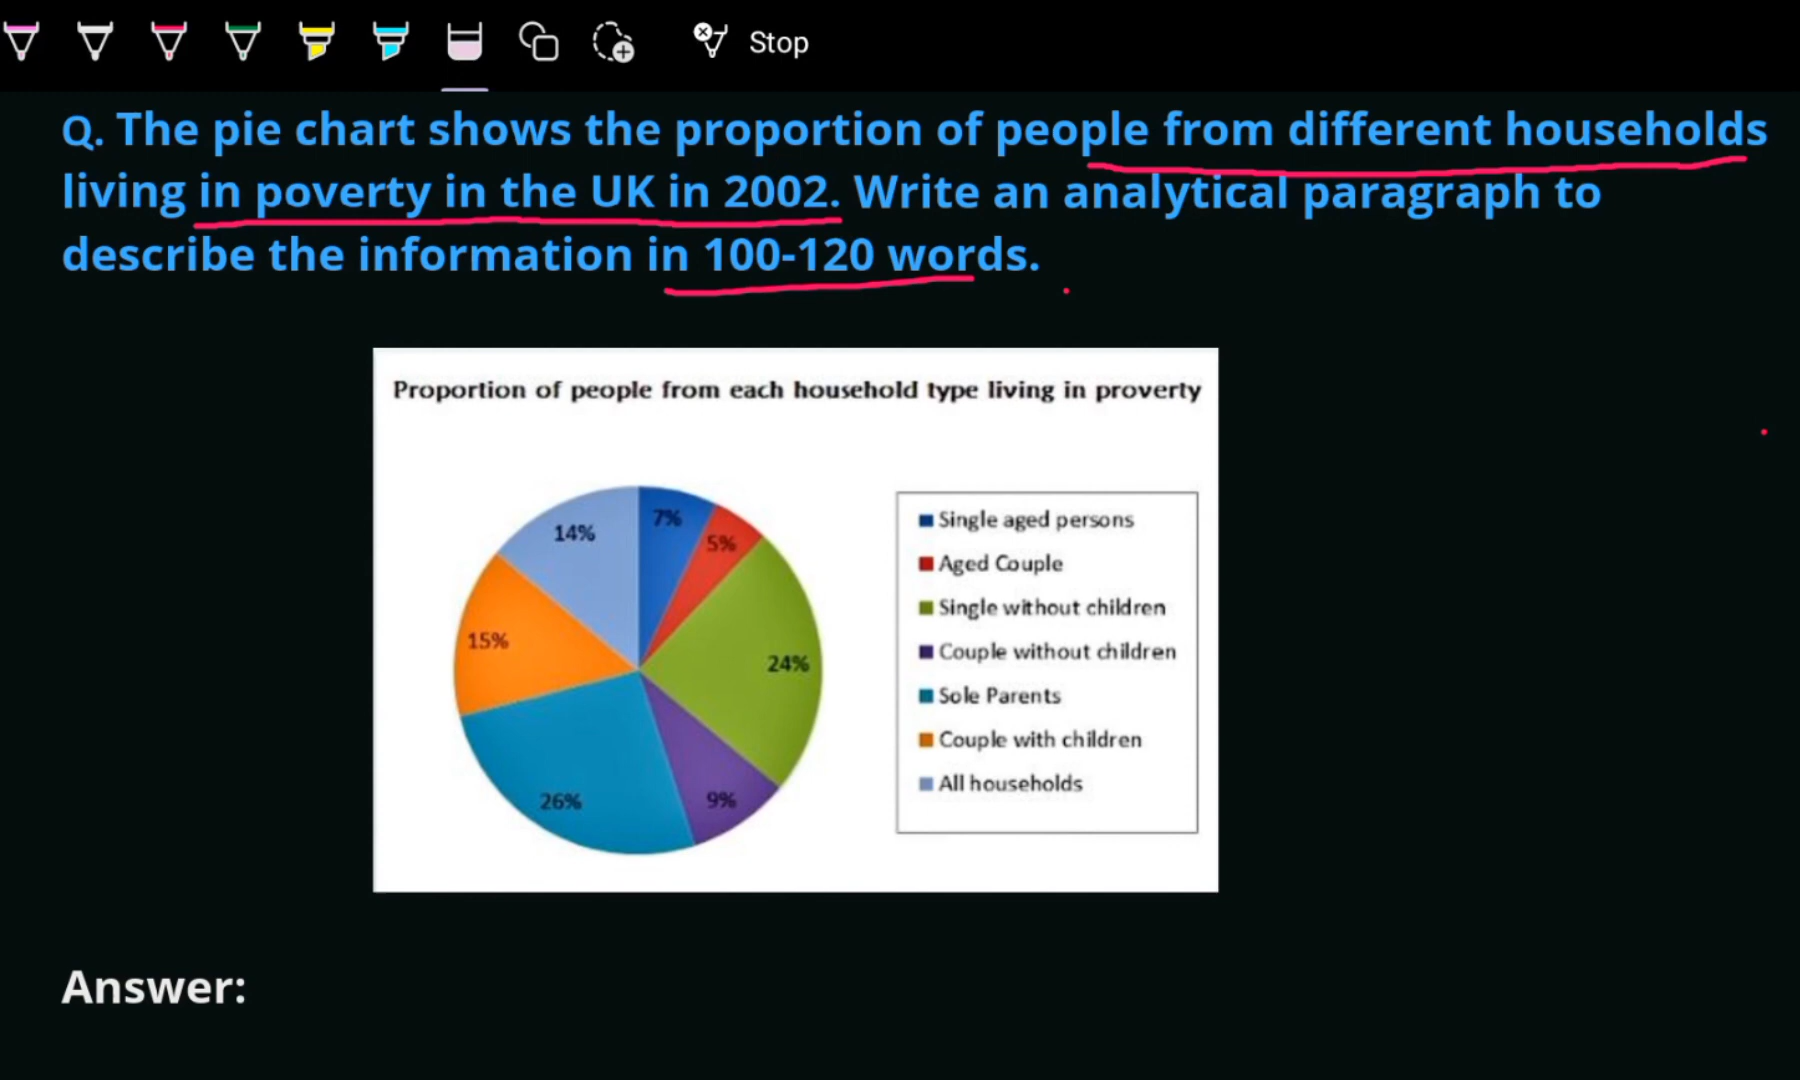 Stop
Q. The pie chart shows the proportion of people from different households
living in poverty in the UK in 2002. Write an analytical paragraph to
describe the information in 100-120 words.
Proportion of people from each household type living in proverty
14%
7%
5%
15%
24%
26%
9%
Single aged persons
Aged Couple
Single without children
Couple without children
Sole Parents
Couple with children
All households
Answer: